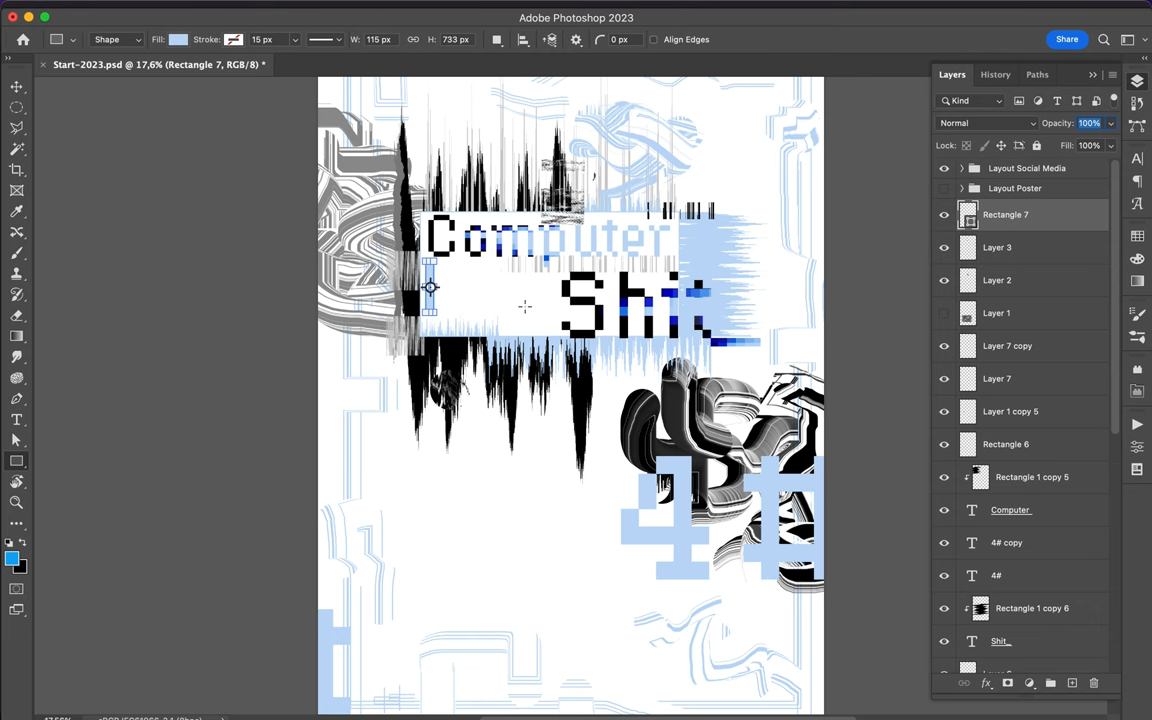 Adobe Photoshop 2023
Shape
Fill:
Stroke:
15 px
W: 115 px
H: 733 px
0 px
Align Edges
Share
Start-2023.psd @ 17,6% (Rectangle 7, RGB/8) *
Layers
History
Paths
Kind
Normal
Opacity: 100%
Lock:
Fill: 100%
Layout Social Media
Layout Poster
Rectangle 7
Layer 3
Layer 2
Layer 1
Layer 7 copy
Layer 7
Layer 1 copy 5
Rectangle 6
Rectangle 1 copy 5
Computer_
4# copy
4#
Rectangle 1 copy 6
Shit_
Computer
Shit
4#